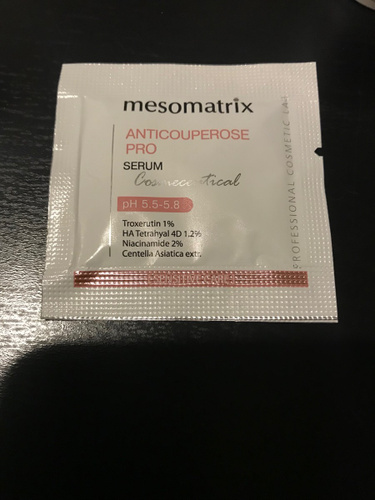 mesomatrix
ANTICOUPEROSE
PRO
SERUM
Cosmeceutical
pH 5.5-5.8
Troxerutin 1%
HA Tetrahyal 4D 1.2%
Niacinamide 2%
Centella Asiatica extr.
PROFESSIONAL COSMETIC LAB